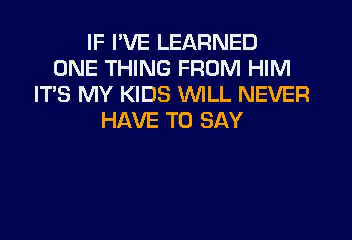 IF I'VE LEARNED
ONE THING FROM HIM
IT'S MY KIDS WILL NEVER
HAVE TO SAY